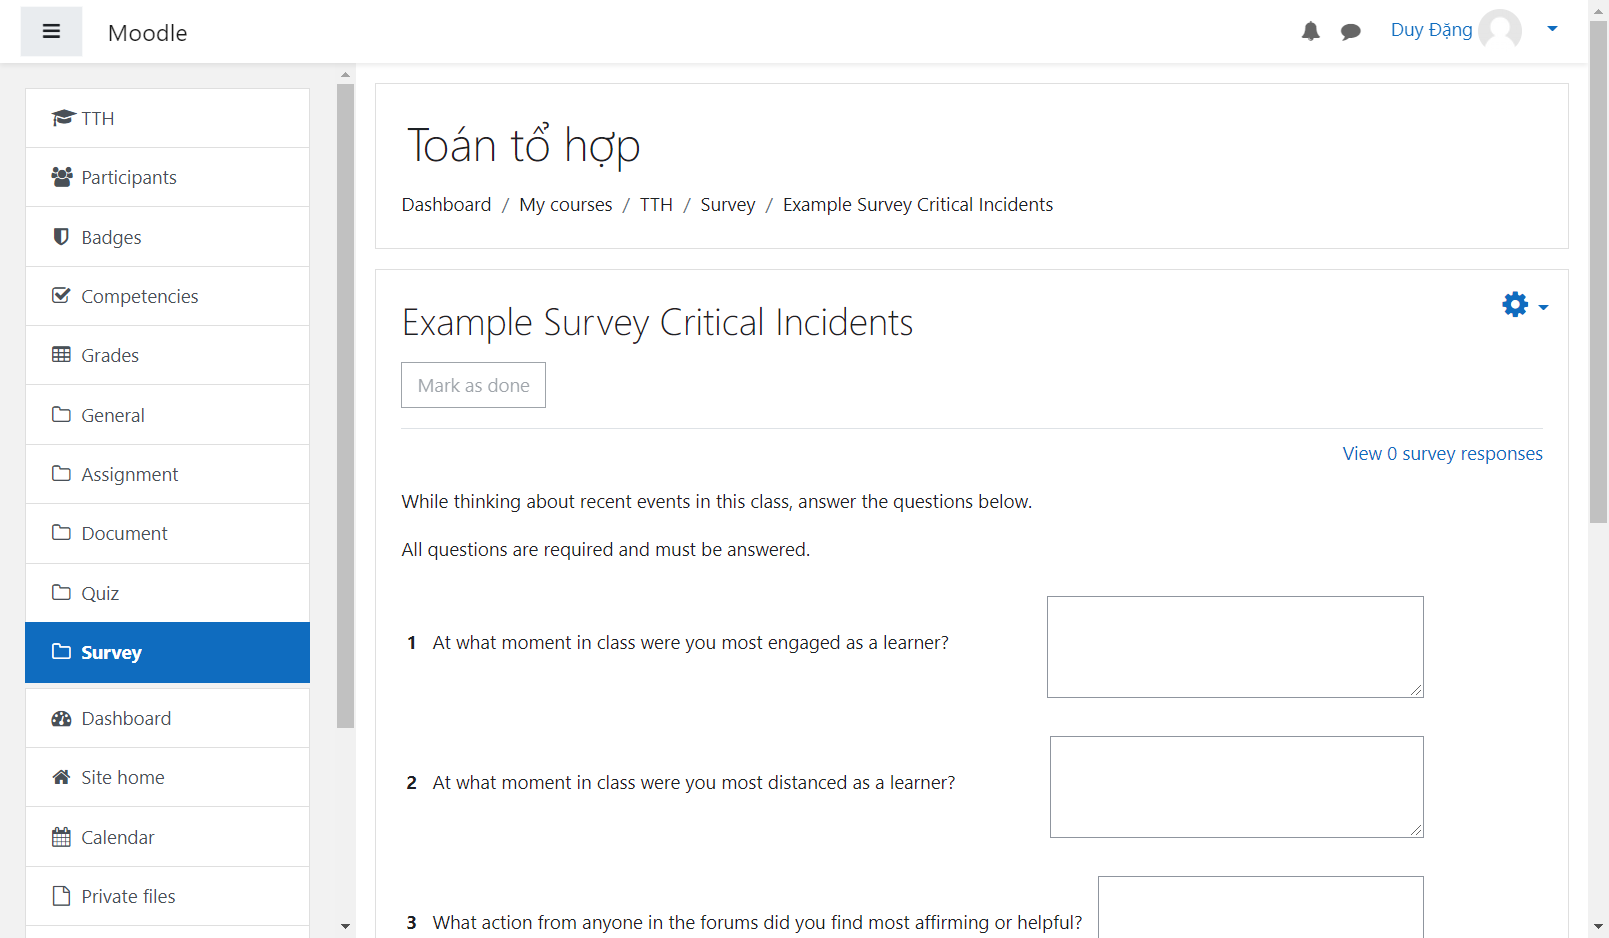 Moodle
Duy Đặng
TTH
Participants
Badges
Competencies
Grades
General
Assignment
Document
Quiz
Survey
Dashboard
Site home
Calendar
Private files
Toán tổ hợp
Dashboard / My courses / TTH / Survey / Example Survey Critical Incidents
Example Survey Critical Incidents
Mark as done
View 0 survey responses
While thinking about recent events in this class, answer the questions below.
All questions are required and must be answered.
1 At what moment in class were you most engaged as a learner?
2 At what moment in class were you most distanced as a learner?
3 What action from anyone in the forums did you find most affirming or helpful?